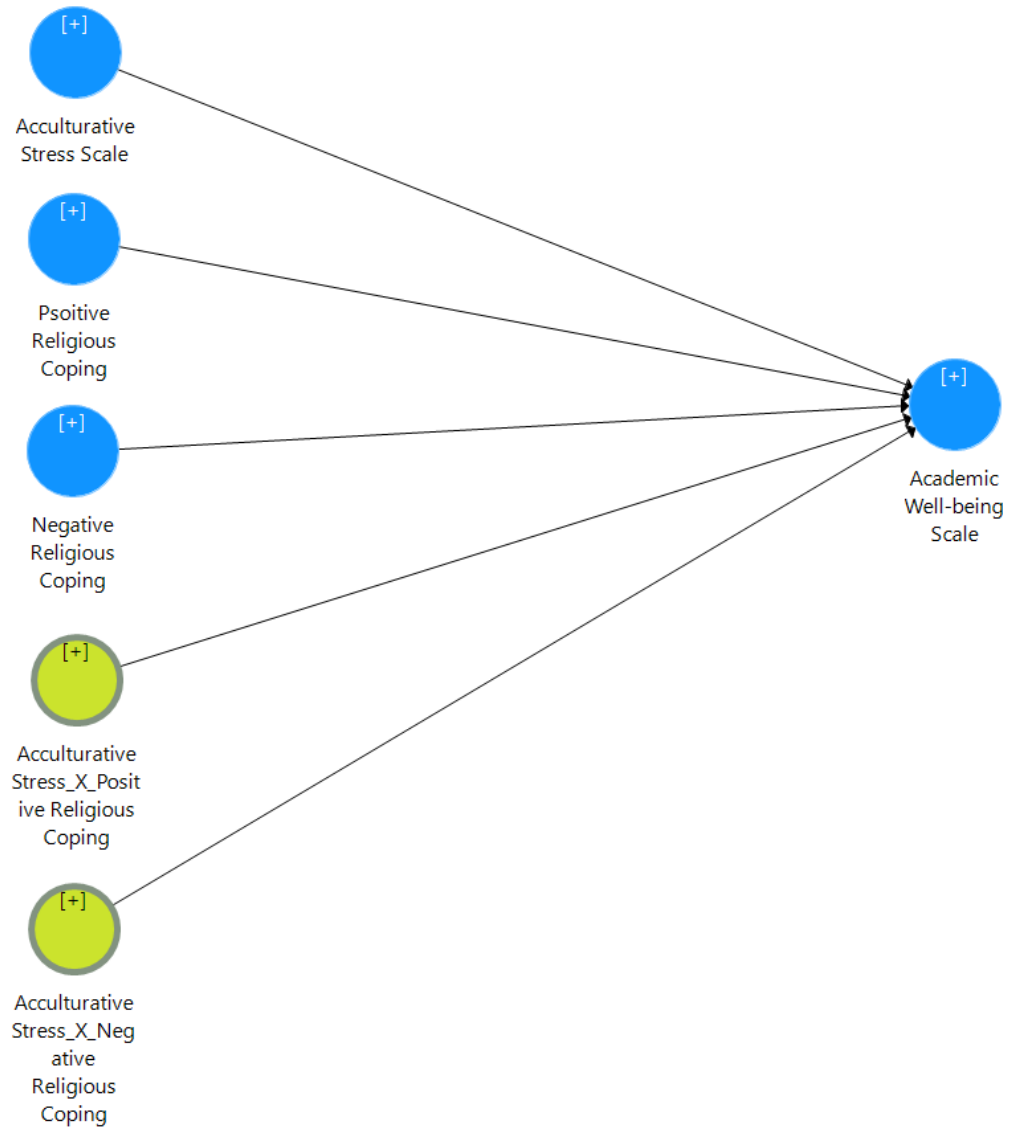 [+]
Acculturative
Stress Scale
[+]
Psoitive
Religious
Coping
[+]
Negative
Religious
Coping
[+]
Academic
Well-being
Scale
[+]
Acculturative
Stress_X_Posit
ive Religious
Coping
[+]
Acculturative
Stress_X_Neg
ative
Religious
Coping